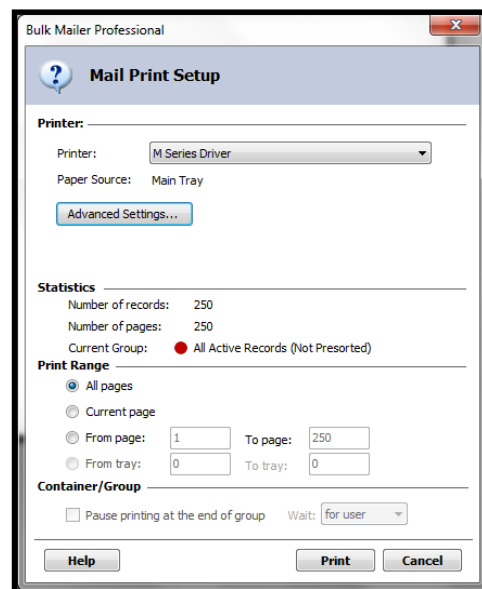 Bulk Mailer Professional
Mail Print Setup
Printer:
Printer: M Series Driver
Paper Source: Main Tray
Advanced Settings...
Statistics
Number of records: 250
Number of pages: 250
Current Group: All Active Records (Not Presorted)
Print Range
All pages
Current page
From page: 1 To page: 250
From tray: 0 To tray: 0
Container/Group
Pause printing at the end of group Wait: for user
Help Print Cancel